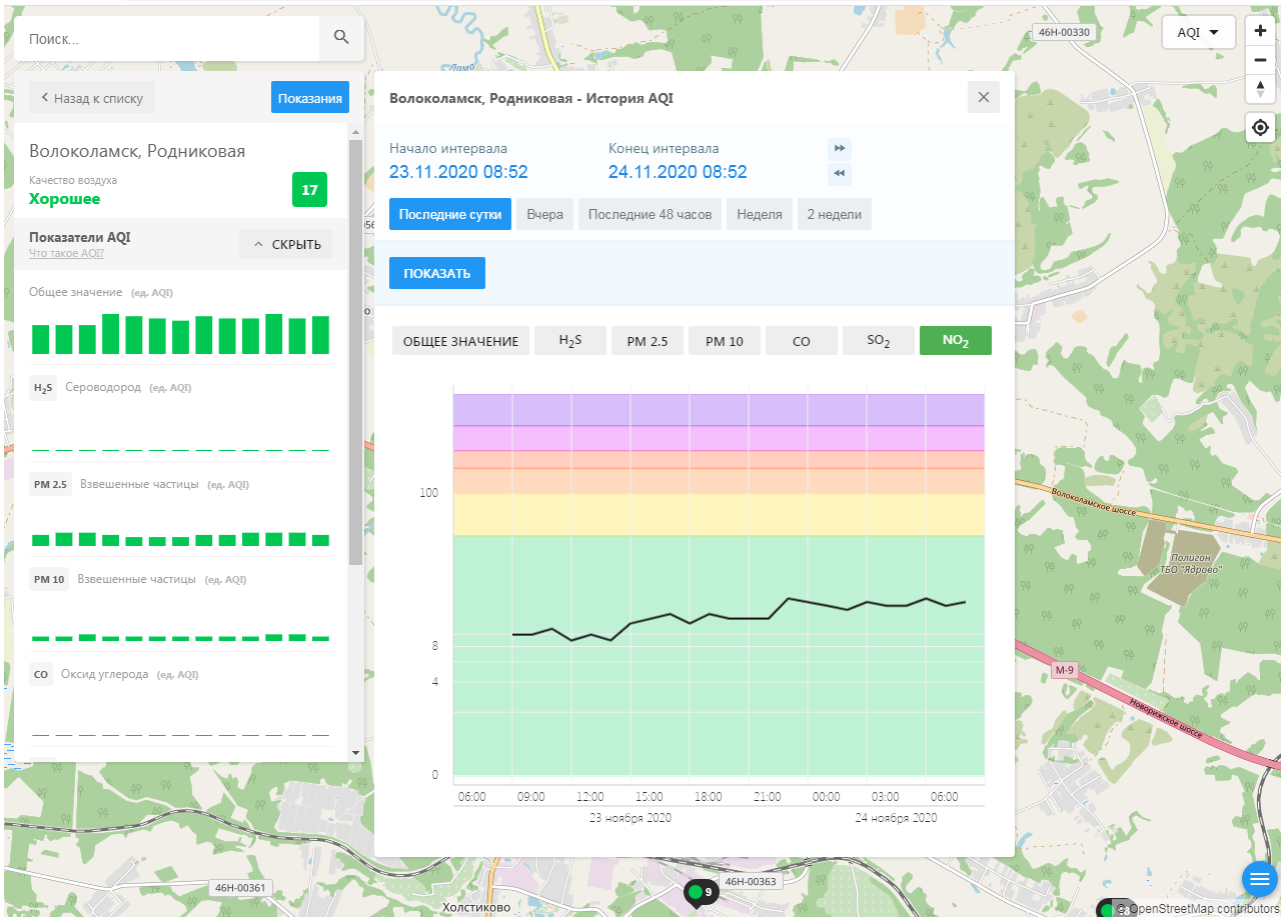 Поиск...
46Н-00330
AQI
Лама
Назад к списку
Показания
Волоколамск, Родниковая - История AQI
Волоколамск, Родниковая
Качество воздуха
Хорошее
17
Начало интервала
Конец интервала
23.11.2020 08:52
24.11.2020 08:52
Последние сутки
Вчера
Последние 48 часов
Неделя
2 недели
Показатели AQI
Что такое AQI?
СКРЫТЬ
ПОКАЗАТЬ
Общее значение (ед. AQI)
ОБЩЕЕ ЗНАЧЕНИЕ
H2S
PM 2.5
PM 10
CO
SO2
NO2
H2S Сероводород (ед. AQI)
PM 2.5 Взвешенные частицы (ед. AQI)
PM 10 Взвешенные частицы (ед. AQI)
CO Оксид углерода (ед. AQI)
100
8
4
0
06:00 09:00 12:00 15:00 18:00 21:00 00:00 03:00 06:00
23 ноября 2020
24 ноября 2020
Волоколамское шоссе
Полигон
ТБО "Ядрово"
М-9
Новорижское шоссе
46Н-00361
46Н-00363
9
Холстиково
© OpenStreetMap contributors